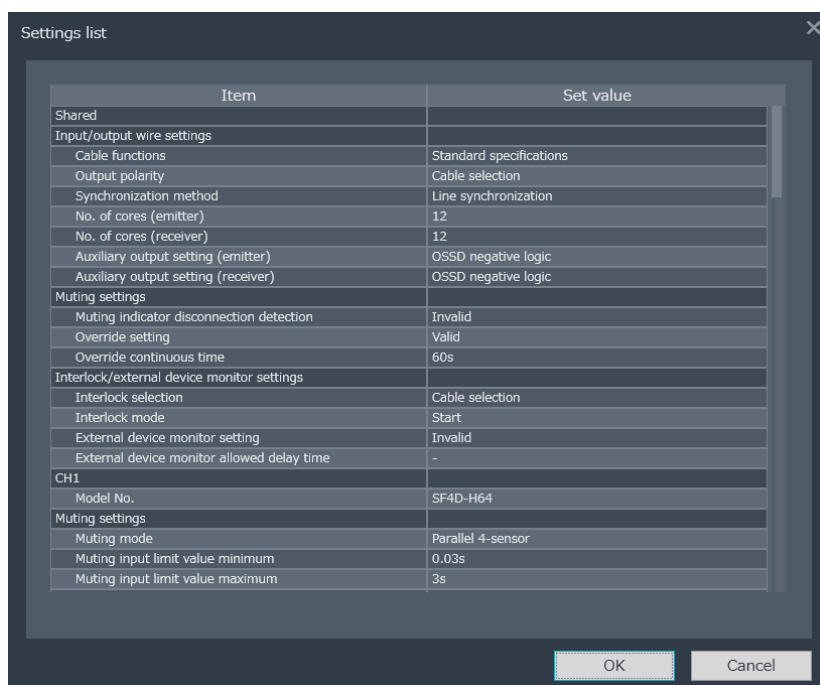 Settings list
Item Set value
Shared
Input/output wire settings
Cable functions Standard specifications
Output polarity Cable selection
Synchronization method Line synchronization
No. of cores (emitter) 12
No. of cores (receiver) 12
Auxiliary output setting (emitter) OSSD negative logic
Auxiliary output setting (receiver) OSSD negative logic
Muting settings
Muting indicator disconnection detection Invalid
Override setting Valid
Override continuous time 60s
Interlock/external device monitor settings
Interlock selection Cable selection
Interlock mode Start
External device monitor setting Invalid
External device monitor allowed delay time -
CH1
Model No. SF4D-H64
Muting settings
Muting mode Parallel 4-sensor
Muting input limit value minimum 0.03s
Muting input limit value maximum 3s
OK Cancel